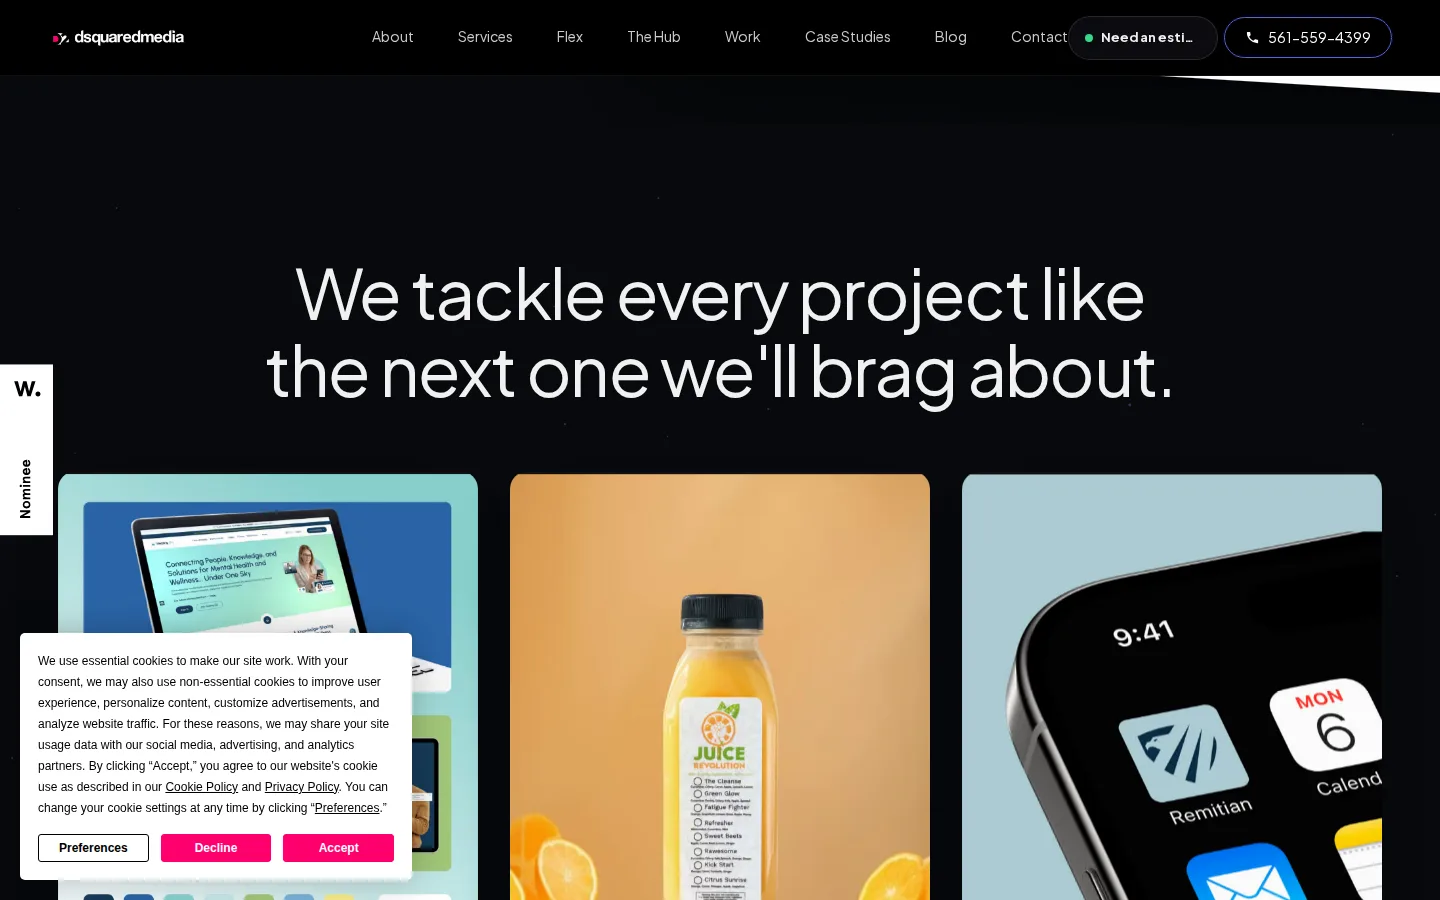 dsquaredmedia
About Services Flex The Hub Work Case Studies Blog Contact
Need an esti...
561-559-4399
We tackle every project like
the next one we'll brag about.
W.
Nominee
Connecting People, Knowledge, and
Solutions for Mental Health and
Wellness. Under One Sky
We use essential cookies to make our site work. With your
consent, we may also use non-essential cookies to improve user
experience, personalize content, customize advertisements, and
analyze website traffic. For these reasons, we may share your site
usage data with our social media, advertising, and analytics
partners. By clicking “Accept,” you agree to our website's cookie
use as described in our Cookie Policy and Privacy Policy. You can
change your cookie settings at any time by clicking “Preferences.”
Preferences
Decline
Accept
JUICE
REVOLUTION
The Cleanse
Green Glow
Fatigue Fighter
Refresher
Sweet Beets
Kawesome
Kick Start
Citrus Sunrise
9:41
MON
6
Remitian
Calend